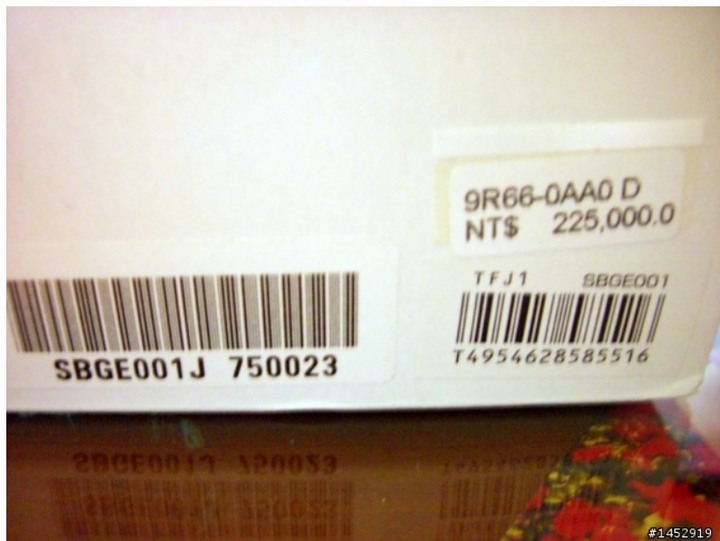 9R66-0AA0 D
NT$ 225,000.0
TFJ1 SBGE001
T4954628585516
SBGE001J 750023
#1452919